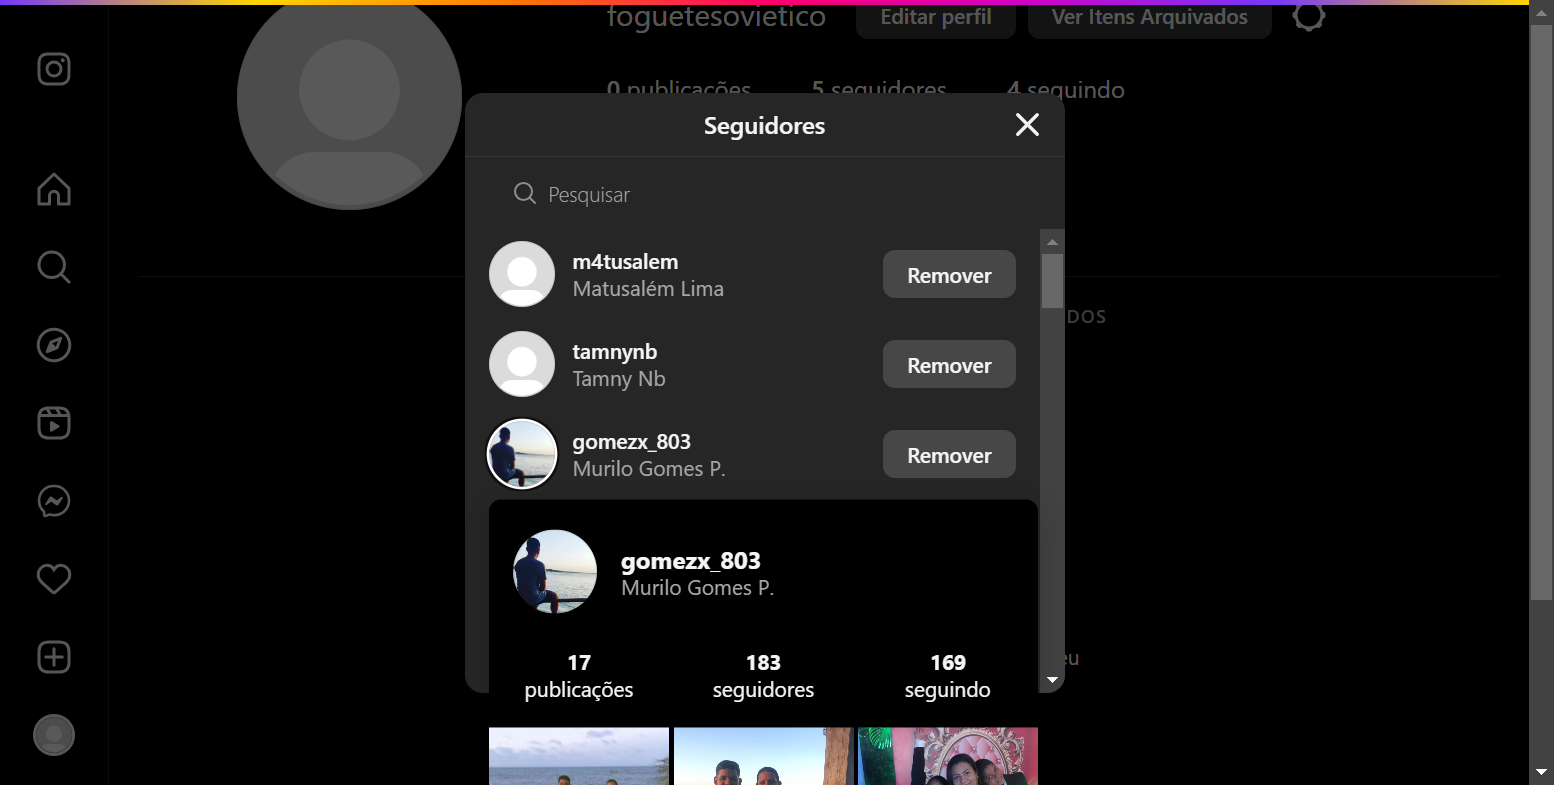 foguetesovietico
Editar perfil
Ver Itens Arquivados
0 publicações
5 seguidores
4 seguindo
Seguidores
Pesquisar
m4tusalem
Matusalém Lima
Remover
tamnynb
Tamny Nb
Remover
gomezx_803
Murilo Gomes P.
Remover
DOS
gomezx_803
Murilo Gomes P.
17
publicações
183
seguidores
169
seguindo
eu